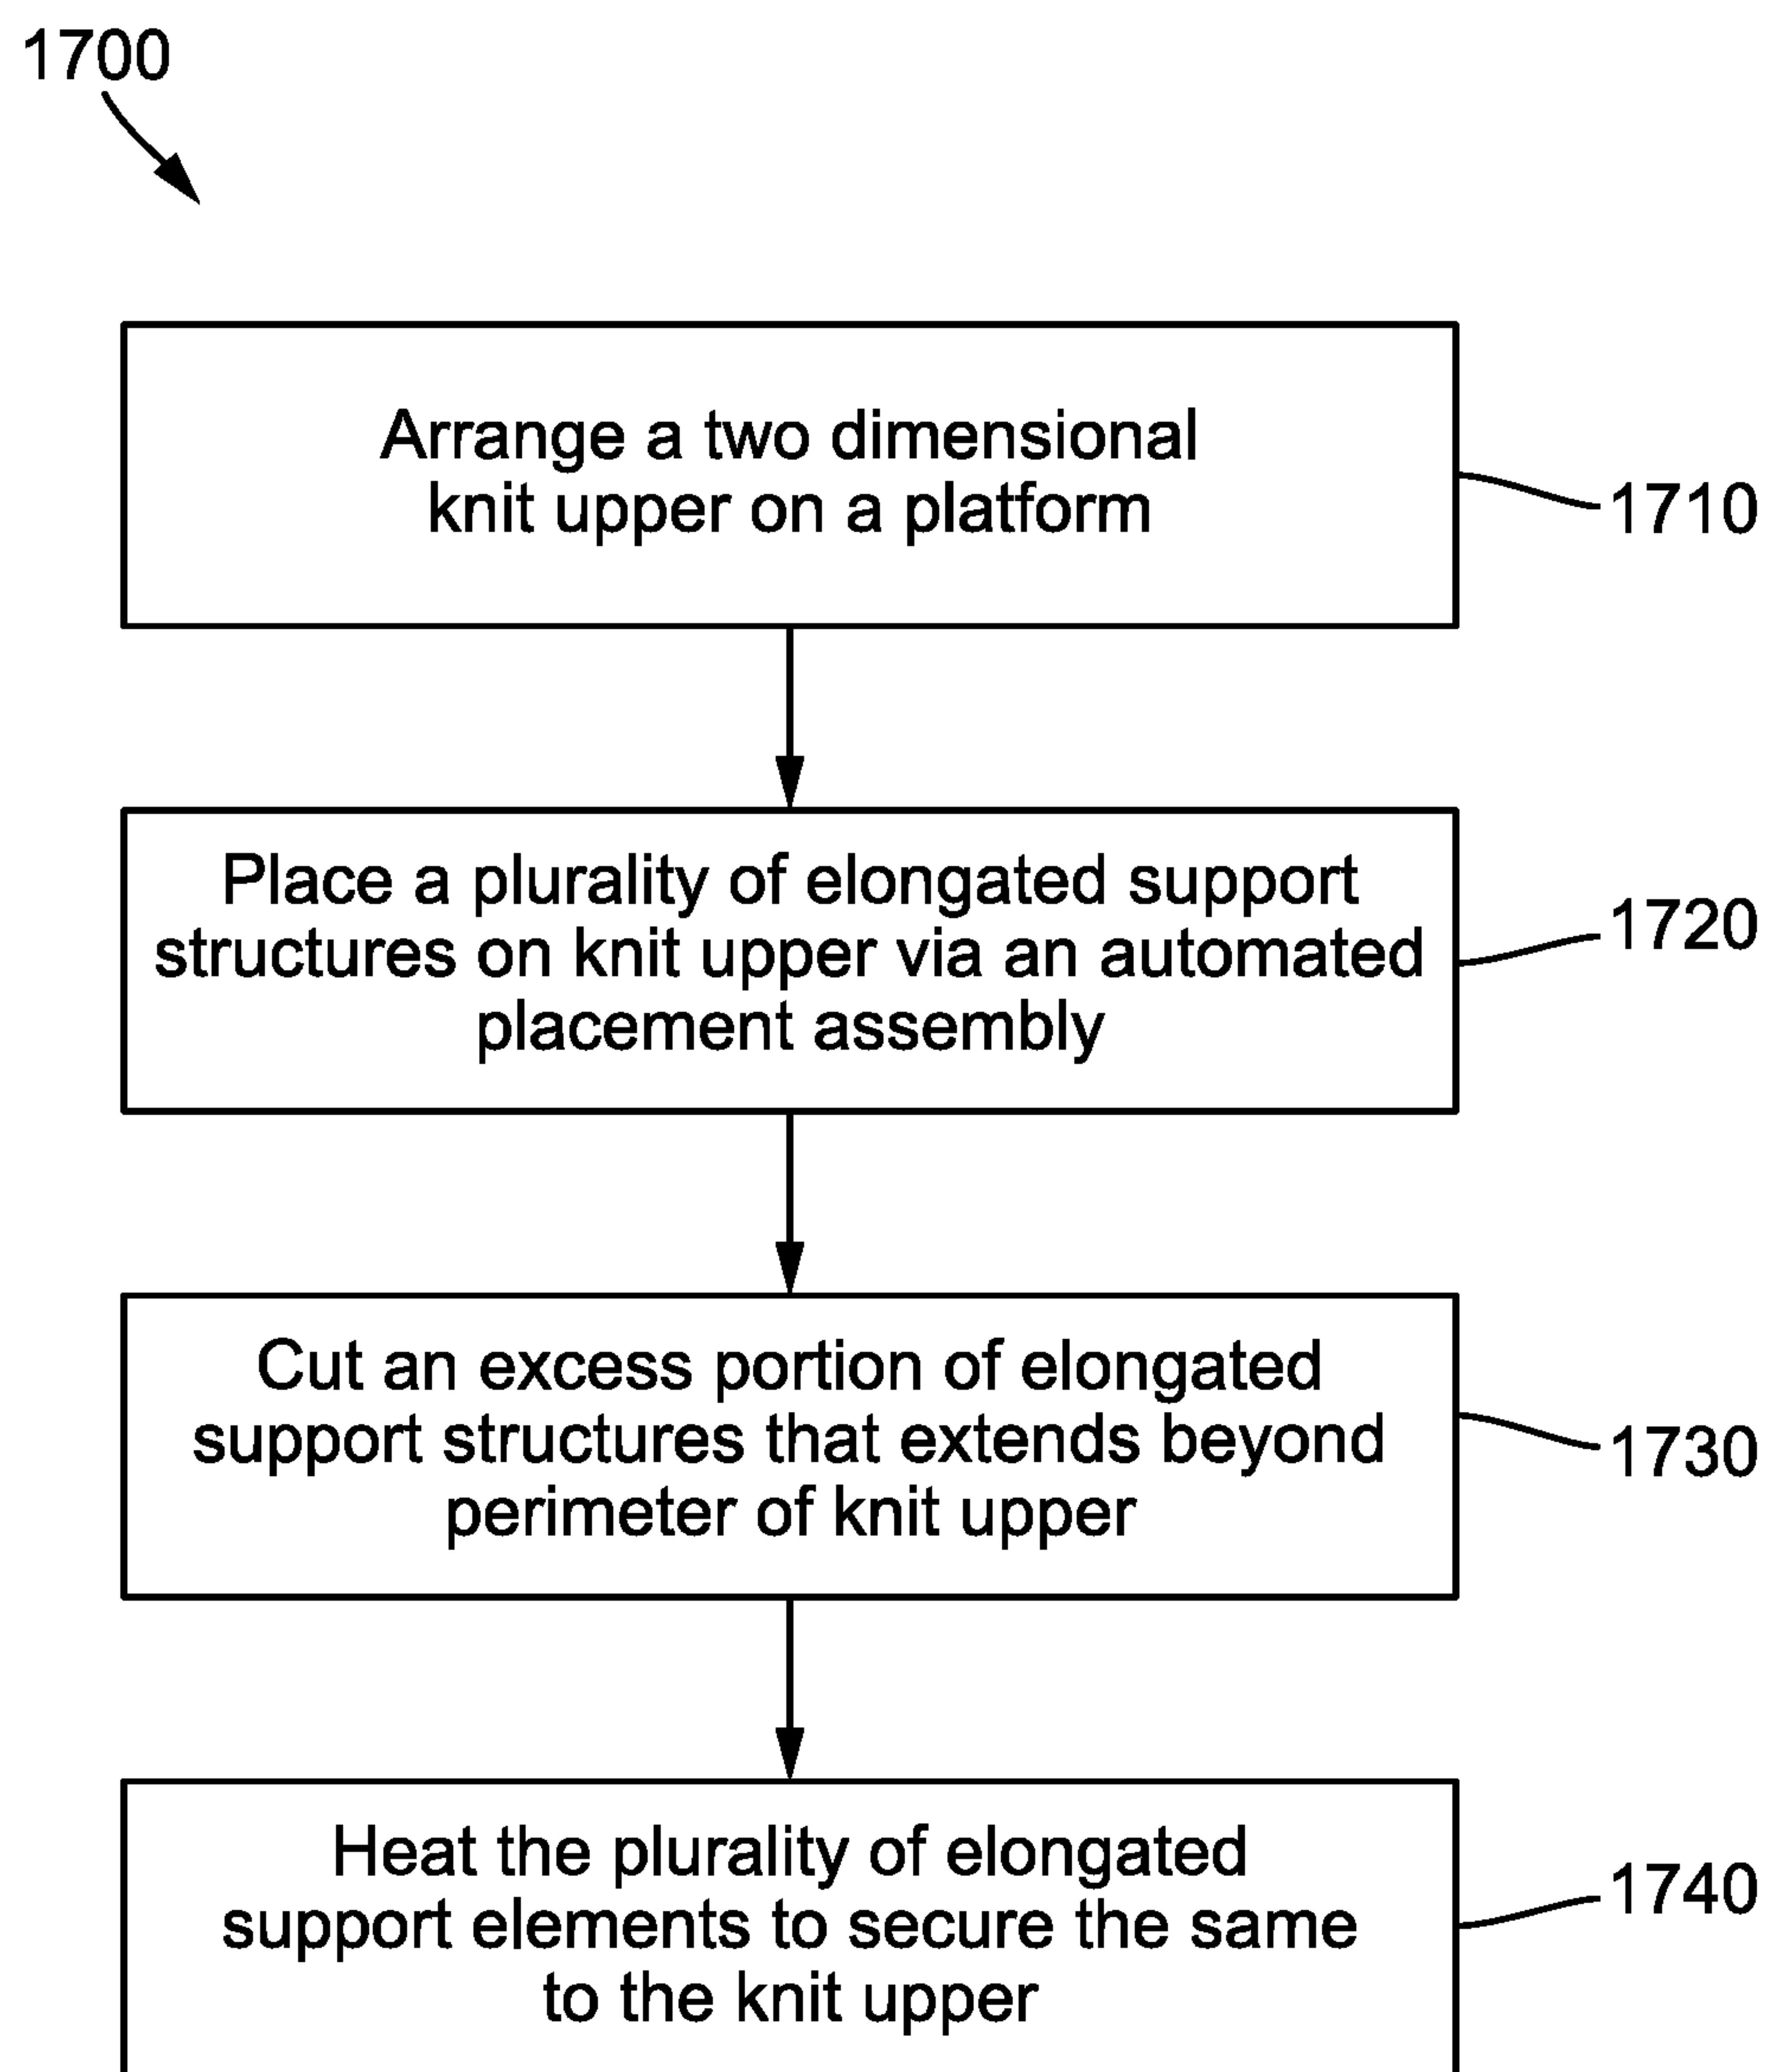 1700
Arrange a two dimensional
knit upper on a platform
1710
Place a plurality of elongated support
structures on knit upper via an automated
placement assembly
1720
Cut an excess portion of elongated
support structures that extends beyond
perimeter of knit upper
1730
Heat the plurality of elongated
support elements to secure the same
to the knit upper
1740